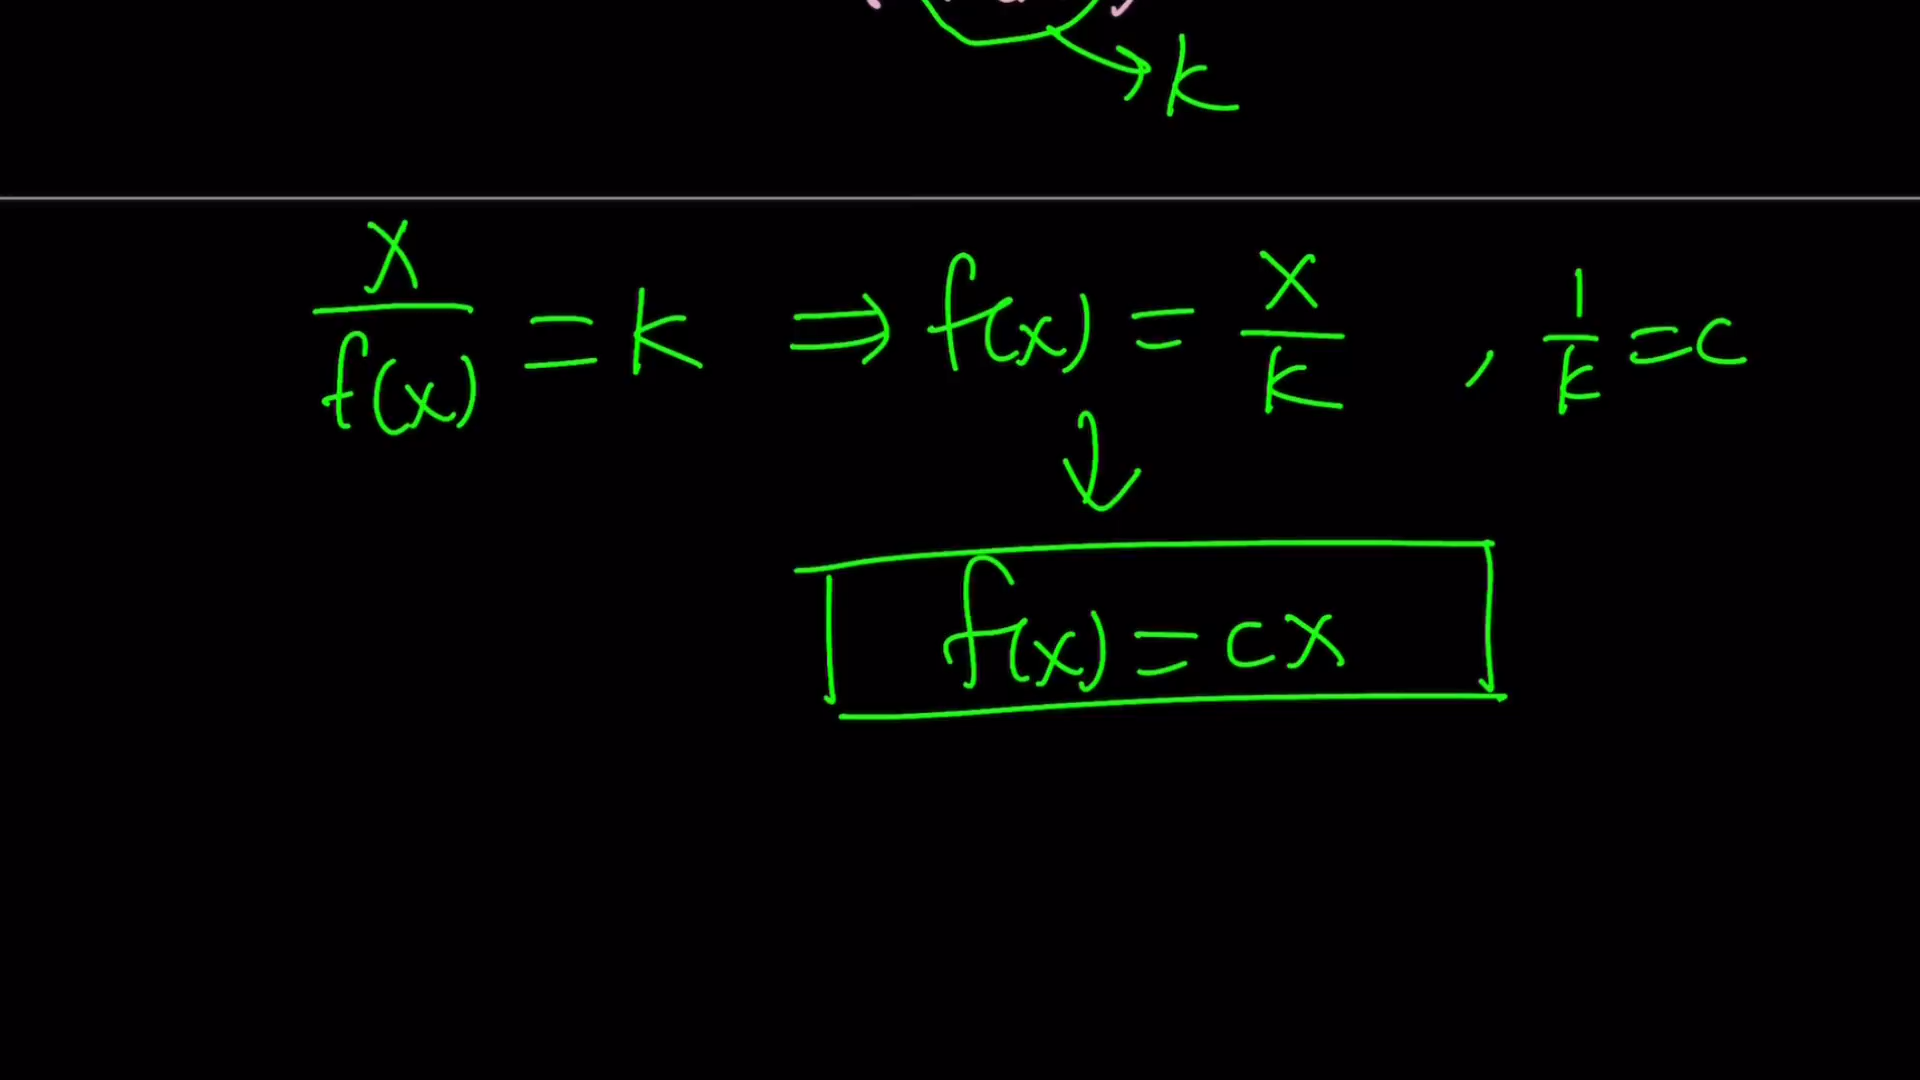 k
x/f(x) = k ⇒ f(x) = x/k , 1/k = c
↓
f(x) = cx